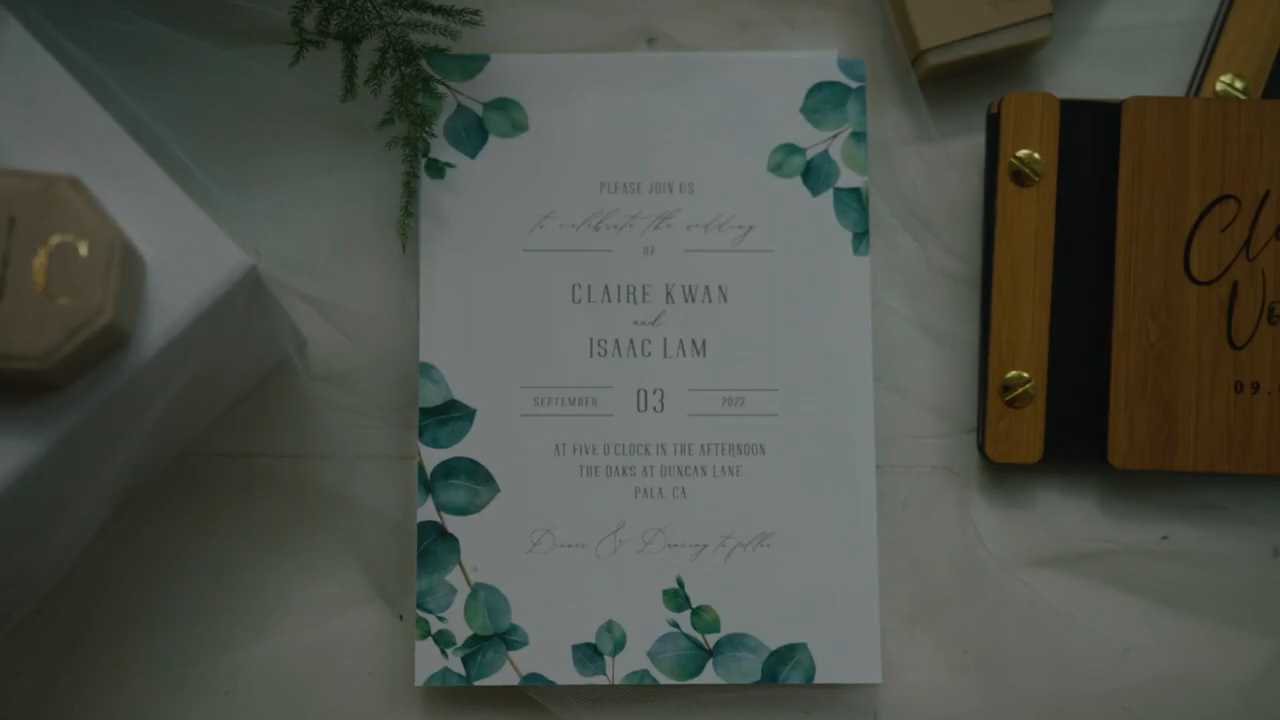 PLEASE JOIN US
to celebrate the wedding
OF
CLAIRE KWAN
and
ISAAC LAM
SEPTEMBER 03 2022
AT FIVE O'CLOCK IN THE AFTERNOON
THE OAKS AT DUNCAN LANE
PALA, CA
Dinner & Dancing to follow
C
09.